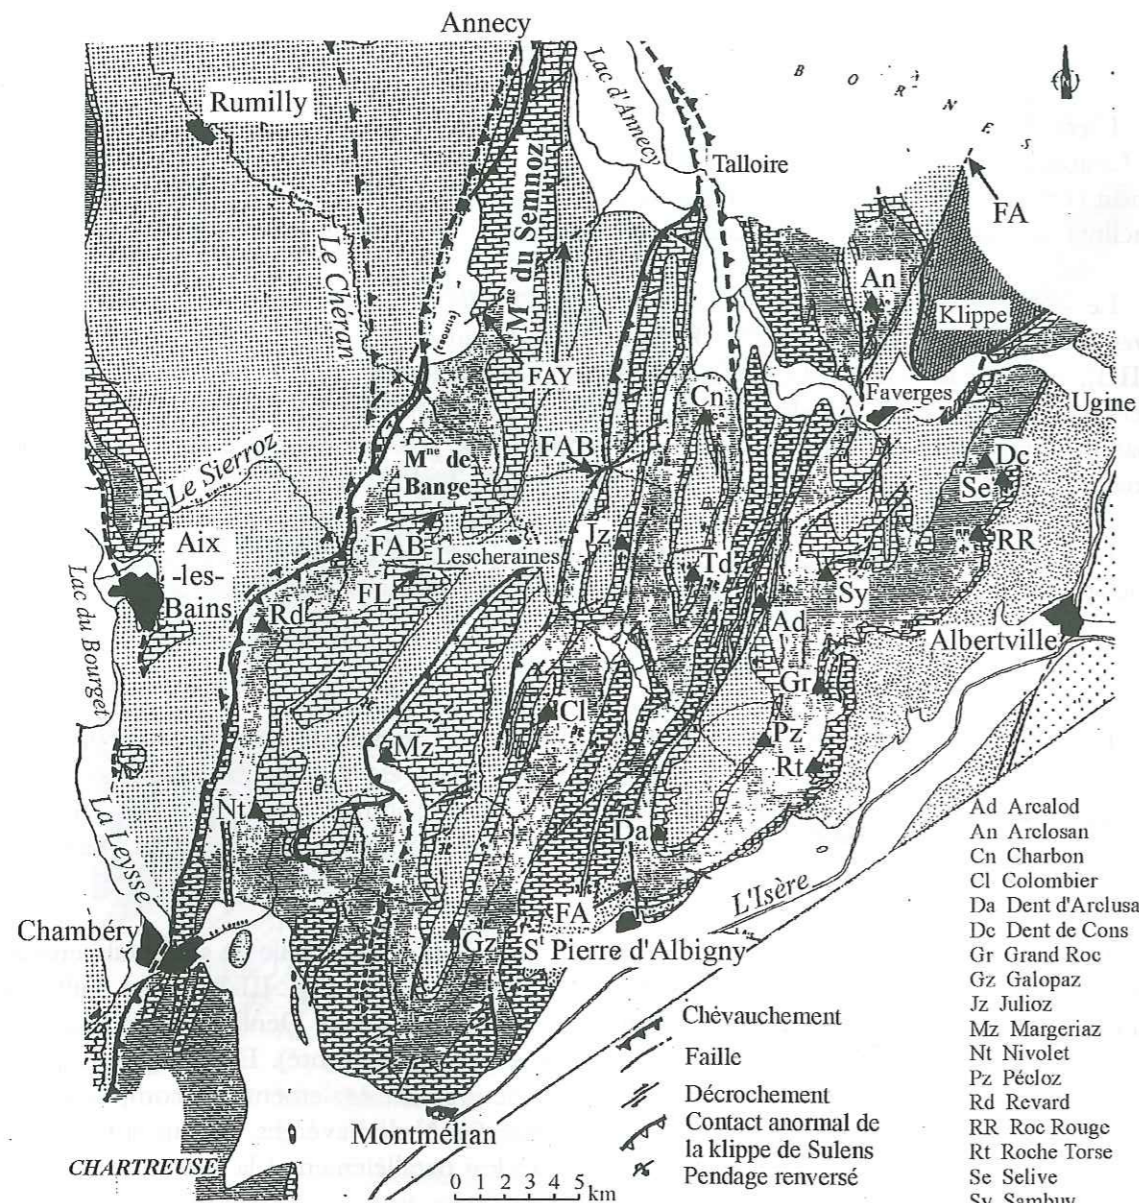 Annecy
Lac d'Annecy
BORNES
Rumilly
Talloire
FA
Mne du Semnoz
Le Chéran
An
Klippe
FAY
Faverges
Ugine
Cn
FAB
Mne de
Bange
Dc
Se
Le Sierroz
Jz
RR
Aix
-les-
Bains
FAB
Lescheraines
FL
Td
Sy
Lac du Bourget
Rd
Ad
Albertville
Gr
Cl
Mz
Pz
Rt
La Leysse
Nt
Da
L'Isère
FA
Chambéry
Gz
St Pierre d'Albigny
Montmélian
CHARTREUSE
Chévauchement
Faille
Décrochement
Contact anormal de
la klippe de Sulens
Pendage renversé
0 1 2 3 4 5 km
Ad Arcalod
An Arclosan
Cn Charbon
Cl Colombier
Da Dent d'Arclusa
Dc Dent de Cons
Gr Grand Roc
Gz Galopaz
Jz Julioz
Mz Margeriaz
Nt Nivolet
Pz Pécloz
Rd Revard
RR Roc Rouge
Rt Roche Torse
Se Selive
Sy Sambuy